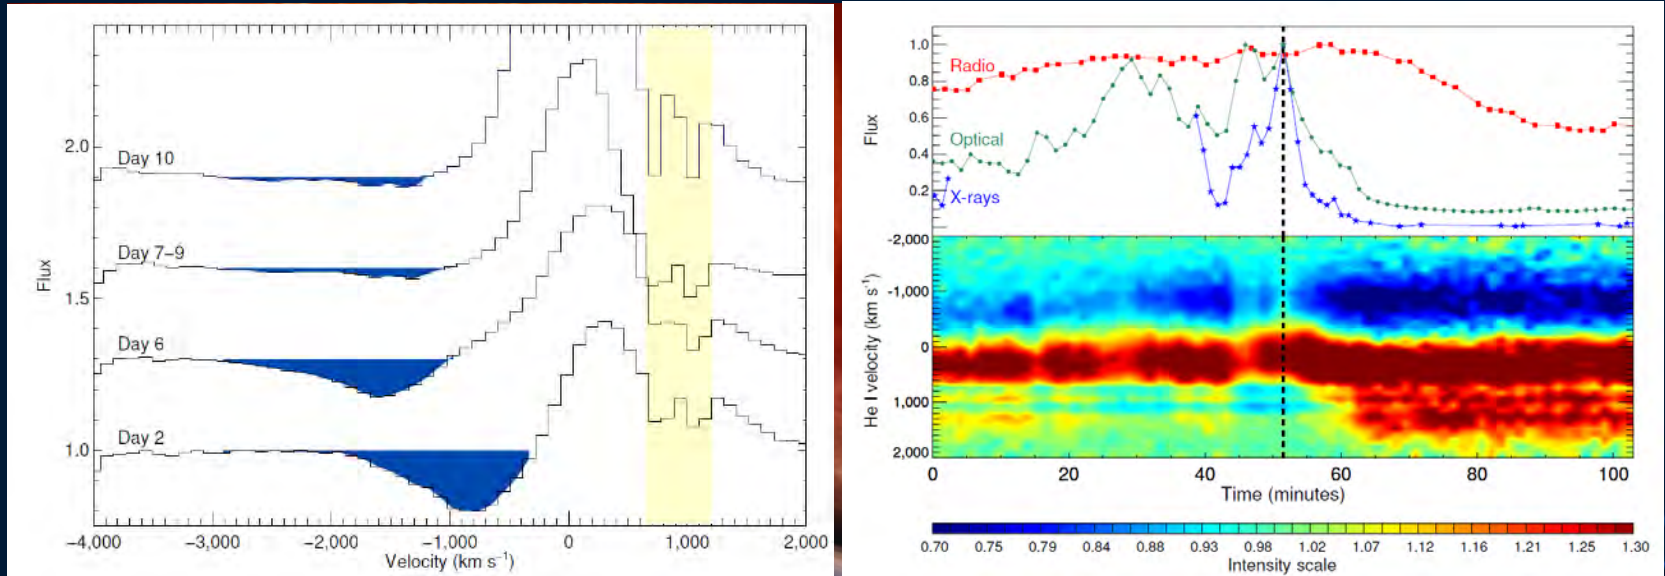 Flux
2.0
1.5
1.0
Day 10
Day 7–9
Day 6
Day 2
−4,000 −3,000 −2,000 −1,000 0 1,000 2,000
Velocity (km s⁻¹)
Flux
1.0
0.8
0.6
0.4
0.2
Radio
Optical
X-rays
He I velocity (km s⁻¹)
-2,000
-1,000
0
1,000
2,000
0 20 40 60 80 100
Time (minutes)
0.70 0.75 0.79 0.84 0.88 0.93 0.98 1.02 1.07 1.12 1.16 1.21 1.25 1.30
Intensity scale